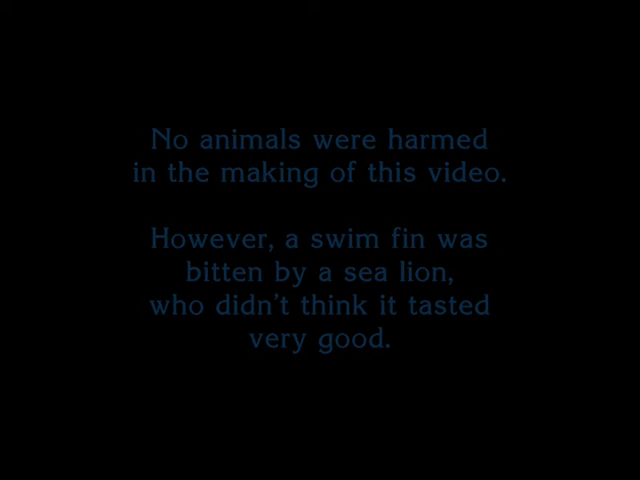 No animals were harmed
in the making of this video.
However, a swim fin was
bitten by a sea lion,
who didn't think it tasted
very good.